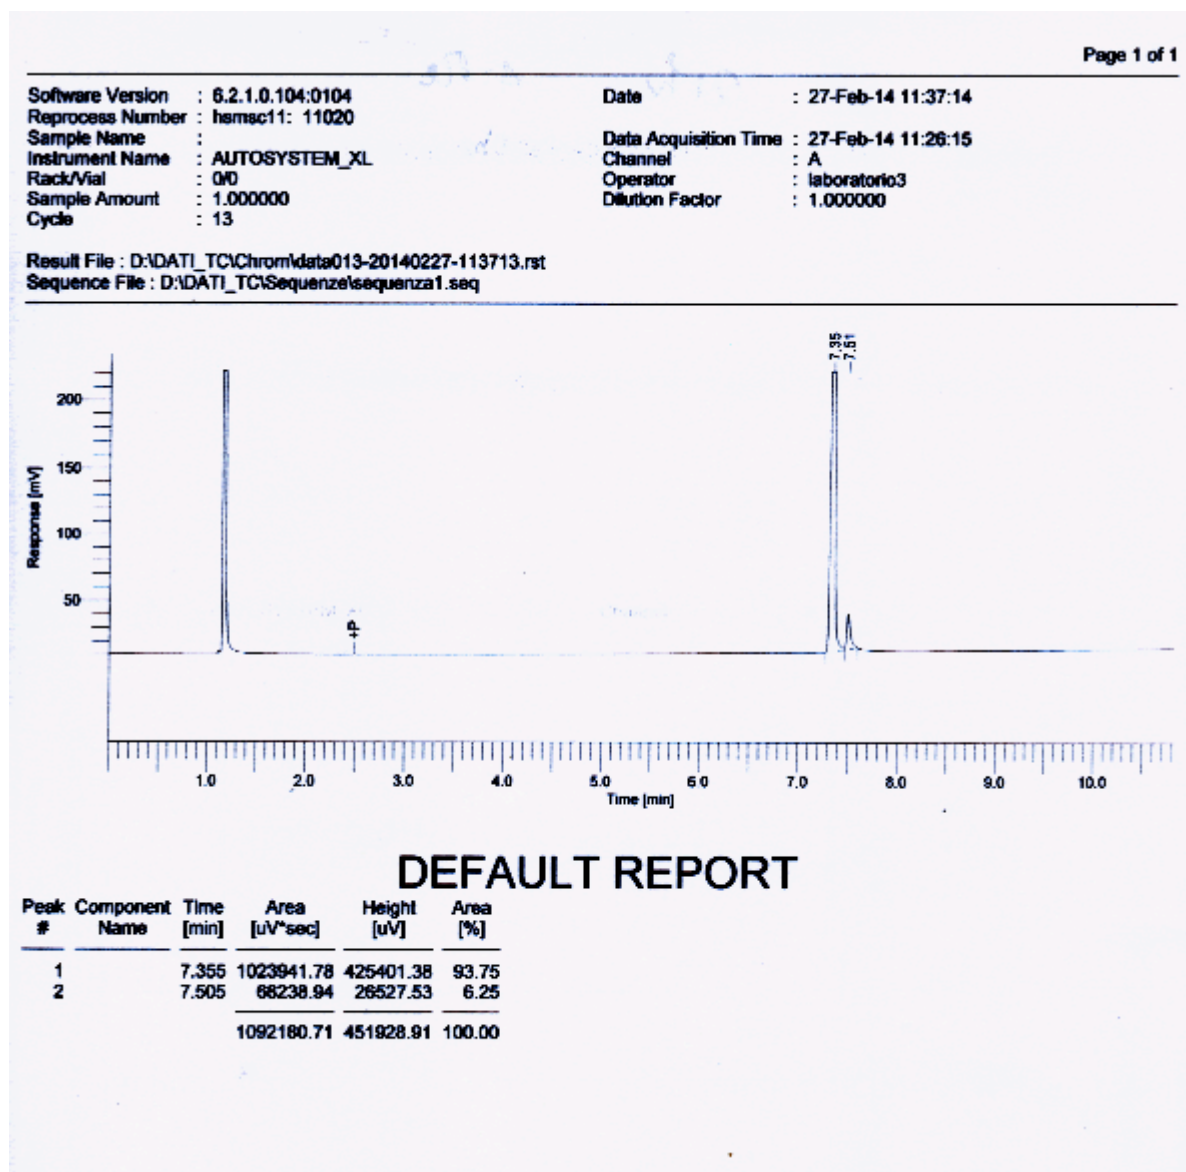 Page 1 of 1
Software Version : 6.2.1.0.104:0104 Date : 27-Feb-14 11:37:14
Reprocess Number : hsmsc11: 11020
Sample Name : Data Acquisition Time : 27-Feb-14 11:26:15
Instrument Name : AUTOSYSTEM_XL Channel : A
Rack/Vial : 0/0 Operator : laboratorio3
Sample Amount : 1.000000 Dilution Factor : 1.000000
Cycle : 13
Result File : D:\DATI_TC\Chrom\data013-20140227-113713.rst
Sequence File : D:\DATI_TC\Sequenze\sequenza1.seq
7.35
7.51
200
150
100
50
Response [mV]
+P
1.0 2.0 3.0 4.0 5.0 6.0 7.0 8.0 9.0 10.0
Time [min]
DEFAULT REPORT
Peak Component Time Area Height Area
# Name [min] [uV*sec] [uV] [%]
1 7.355 1023941.78 425401.38 93.75
2 7.505 68238.94 26527.53 6.25
1092180.71 451928.91 100.00